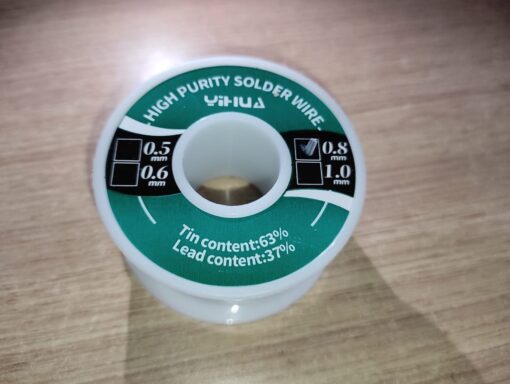 HIGH PURITY SOLDER WIRE.
YIHUA
0.5
mm
0.6
mm
0.8
mm
1.0
mm
Tin content:63%
Lead content:37%